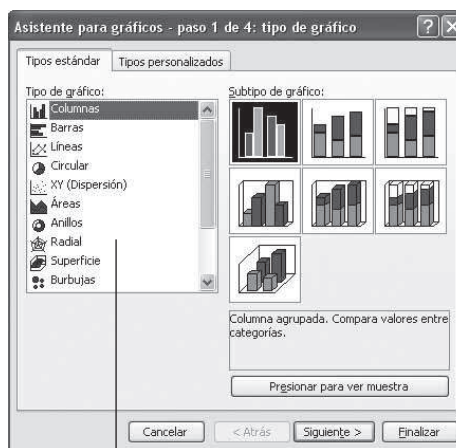 Asistente para gráficos - paso 1 de 4: tipo de gráfico
Tipos estándar
Tipos personalizados
Tipo de gráfico:
Columnas
Barras
Líneas
Circular
XY (Dispersión)
Áreas
Anillos
Radial
Superficie
Burbujas
Subtipo de gráfico:
Columna agrupada. Compara valores entre
categorías.
Presionar para ver muestra
Cancelar
< Atrás
Siguiente >
Finalizar